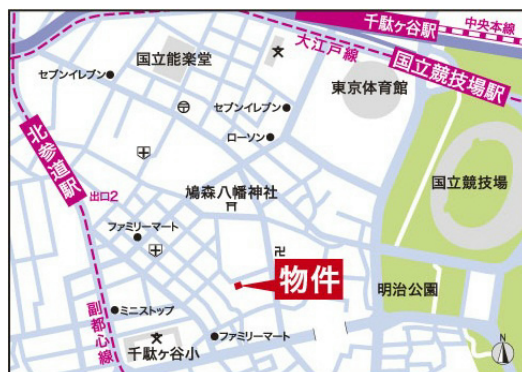 千駄ヶ谷駅
中央本線
大江戸線
国立競技場駅
国立能楽堂
セブンイレブン
東京体育館
セブンイレブン
ローソン
北参道駅
出口2
国立競技場
鳩森八幡神社
ファミリーマート
物件
明治公園
副都心線
ミニストップ
ファミリーマート
千駄ヶ谷小
N